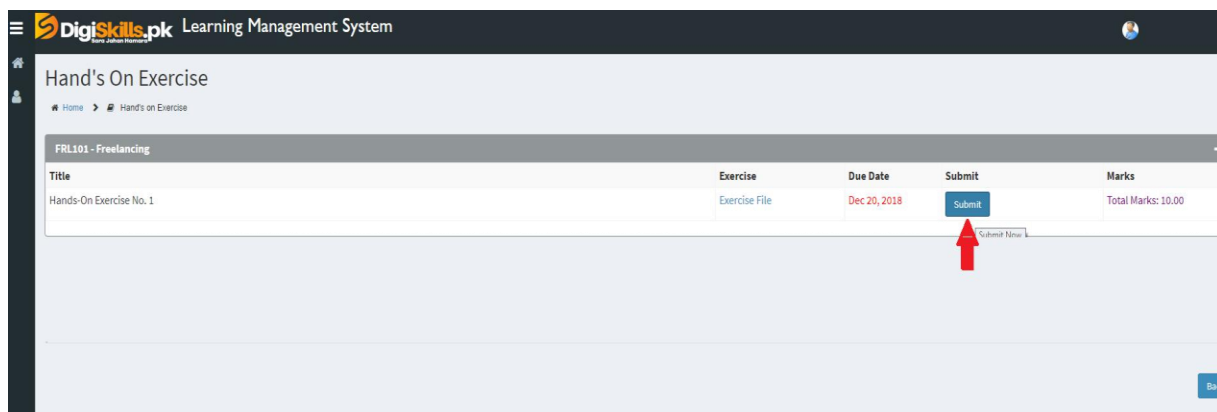 DigiSkills.pk Learning Management System
Sara Jahan Hamara
Hand's On Exercise
Home > Hand's on Exercise
FRL101 - Freelancing
Title Exercise Due Date Submit Marks
Hands-On Exercise No. 1 Exercise File Dec 20, 2018 Submit Total Marks: 10.00
Submit Now
Ba